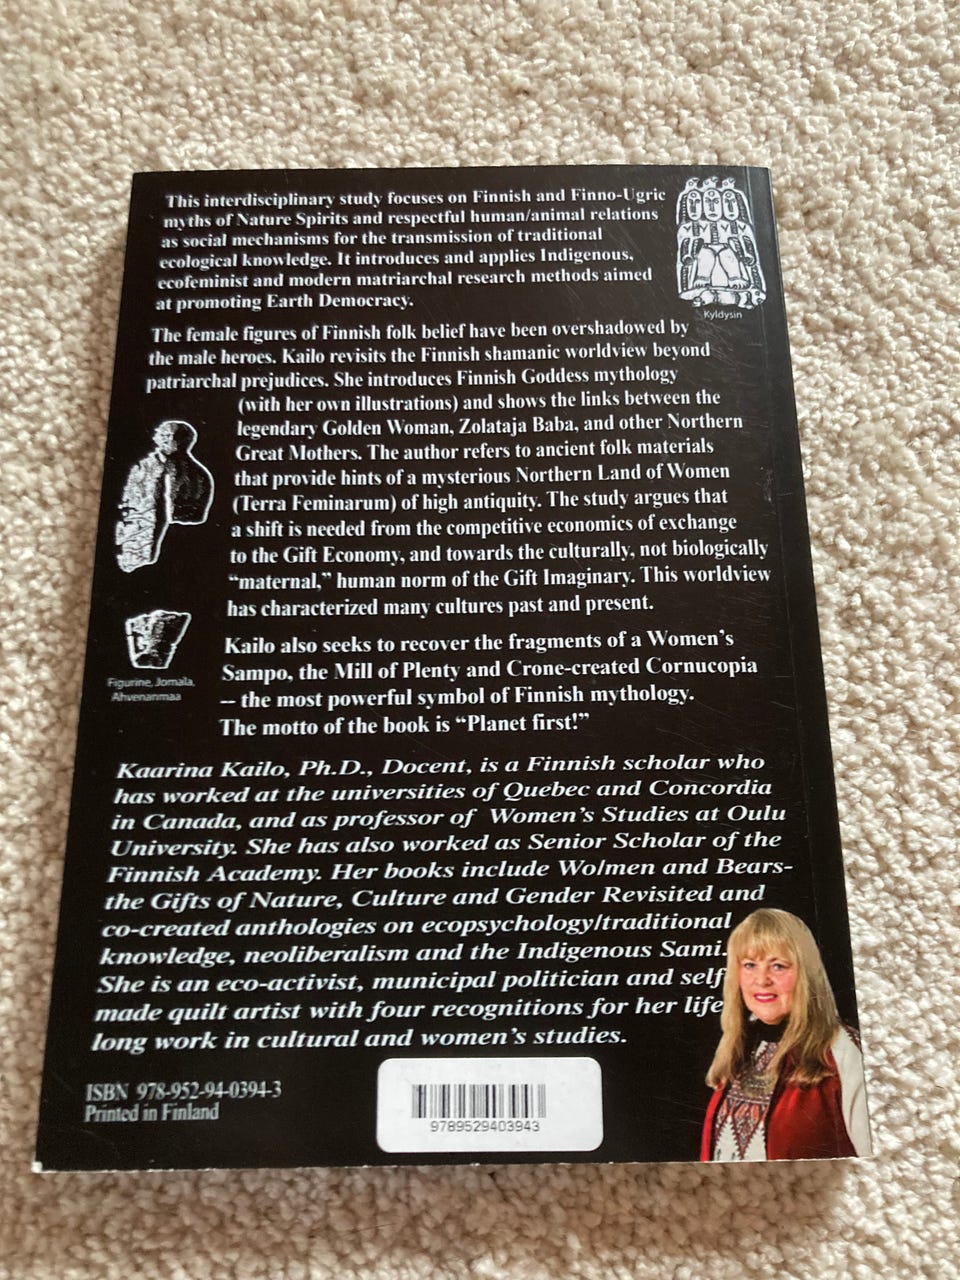 This interdisciplinary study focuses on Finnish and Finno-Ugric
myths of Nature Spirits and respectful human/animal relations
as social mechanisms for the transmission of traditional
ecological knowledge. It introduces and applies Indigenous,
ecofeminist and modern matriarchal research methods aimed
at promoting Earth Democracy.
Kyldysin
The female figures of Finnish folk belief have been overshadowed by
the male heroes. Kailo revisits the Finnish shamanic worldview beyond
patriarchal prejudices. She introduces Finnish Goddess mythology
(with her own illustrations) and shows the links between the
legendary Golden Woman, Zolataja Baba, and other Northern
Great Mothers. The author refers to ancient folk materials
that provide hints of a mysterious Northern Land of Women
(Terra Feminarum) of high antiquity. The study argues that
a shift is needed from the competitive economics of exchange
to the Gift Economy, and towards the culturally, not biologically
“maternal,” human norm of the Gift Imaginary. This worldview
has characterized many cultures past and present.
Figurine, Jomala,
Ahvenanmaa
Kailo also seeks to recover the fragments of a Women’s
Sampo, the Mill of Plenty and Crone-created Cornucopia
-- the most powerful symbol of Finnish mythology.
The motto of the book is “Planet first!”
Kaarina Kailo, Ph.D., Docent, is a Finnish scholar who
has worked at the universities of Quebec and Concordia
in Canada, and as professor of Women’s Studies at Oulu
University. She has also worked as Senior Scholar of the
Finnish Academy. Her books include Wo/men and Bears-
the Gifts of Nature, Culture and Gender Revisited and
co-created anthologies on ecopsychology/traditional
knowledge, neoliberalism and the Indigenous Sami.
She is an eco-activist, municipal politician and self
made quilt artist with four recognitions for her life
long work in cultural and women’s studies.
ISBN 978-952-94-0394-3
Printed in Finland
9789529403943